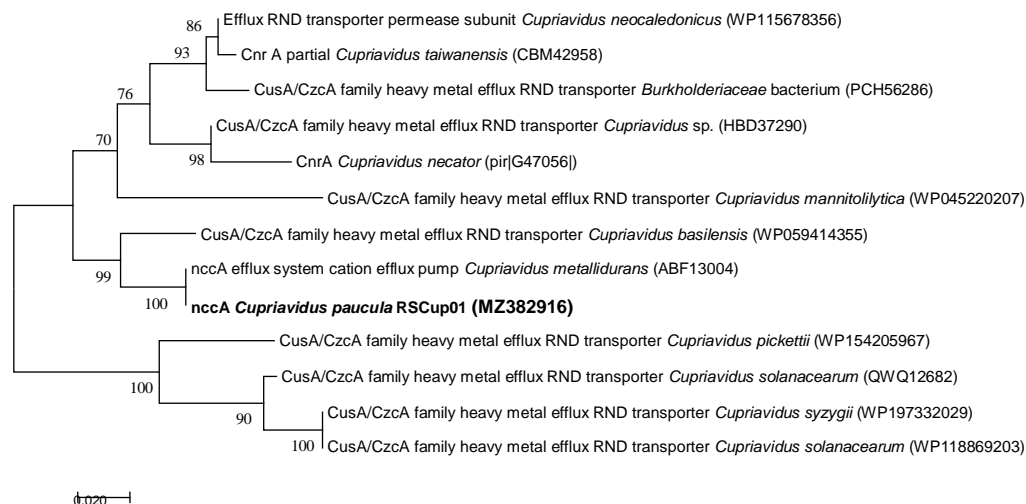 86
Efflux RND transporter permease subunit Cupriavidus neocaledonicus (WP115678356)
93
Cnr A partial Cupriavidus taiwanensis (CBM42958)
CusA/CzcA family heavy metal efflux RND transporter Burkholderiaceae bacterium (PCH56286)
76
CusA/CzcA family heavy metal efflux RND transporter Cupriavidus sp. (HBD37290)
70
98
CnrA Cupriavidus necator (pir|G47056|)
CusA/CzcA family heavy metal efflux RND transporter Cupriavidus mannitolilytica (WP045220207)
CusA/CzcA family heavy metal efflux RND transporter Cupriavidus basilensis (WP059414355)
99
nccA efflux system cation efflux pump Cupriavidus metallidurans (ABF13004)
100
nccA Cupriavidus paucula RSCup01 (MZ382916)
CusA/CzcA family heavy metal efflux RND transporter Cupriavidus pickettii (WP154205967)
100
CusA/CzcA family heavy metal efflux RND transporter Cupriavidus solanacearum (QWQ12682)
90
CusA/CzcA family heavy metal efflux RND transporter Cupriavidus syzygii (WP197332029)
100
CusA/CzcA family heavy metal efflux RND transporter Cupriavidus solanacearum (WP118869203)
0.020